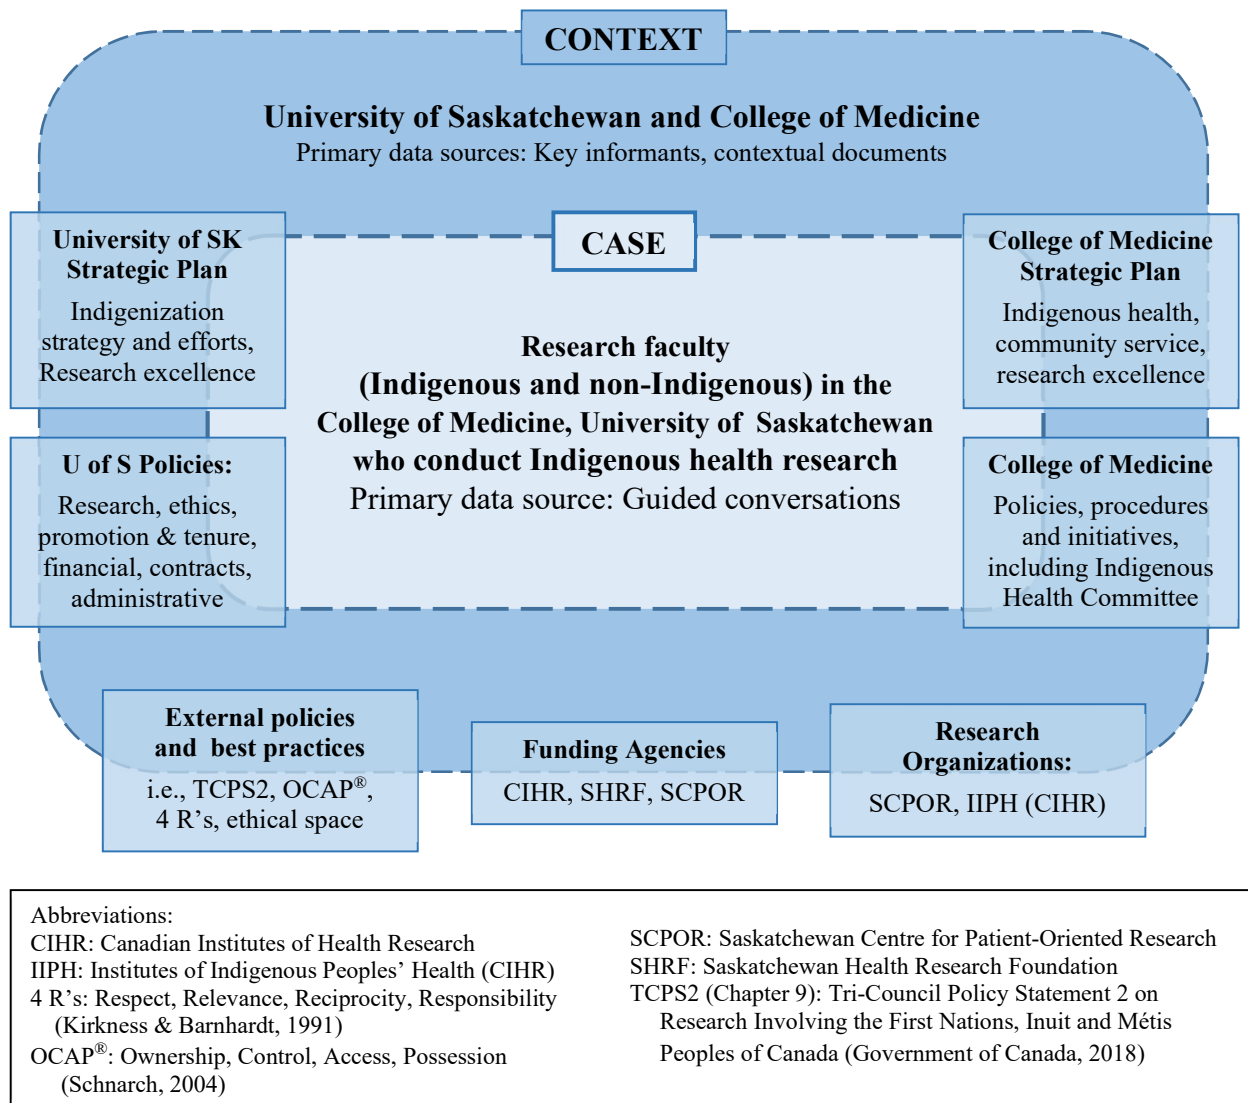 CONTEXT
University of Saskatchewan and College of Medicine
Primary data sources: Key informants, contextual documents
University of SK
Strategic Plan
Indigenization
strategy and efforts,
Research excellence
CASE
College of Medicine
Strategic Plan
Indigenous health,
community service,
research excellence
Research faculty
(Indigenous and non-Indigenous) in the
College of Medicine, University of Saskatchewan
who conduct Indigenous health research
Primary data source: Guided conversations
U of S Policies:
Research, ethics,
promotion & tenure,
financial, contracts,
administrative
College of Medicine
Policies, procedures
and initiatives,
including Indigenous
Health Committee
External policies
and best practices
i.e., TCPS2, OCAP®,
4 R’s, ethical space
Funding Agencies
CIHR, SHRF, SCPOR
Research
Organizations:
SCPOR, IIPH (CIHR)
Abbreviations:
CIHR: Canadian Institutes of Health Research
IIPH: Institutes of Indigenous Peoples’ Health (CIHR)
4 R’s: Respect, Relevance, Reciprocity, Responsibility
(Kirkness & Barnhardt, 1991)
OCAP®: Ownership, Control, Access, Possession
(Schnarch, 2004)
SCPOR: Saskatchewan Centre for Patient-Oriented Research
SHRF: Saskatchewan Health Research Foundation
TCPS2 (Chapter 9): Tri-Council Policy Statement 2 on
Research Involving the First Nations, Inuit and Métis
Peoples of Canada (Government of Canada, 2018)